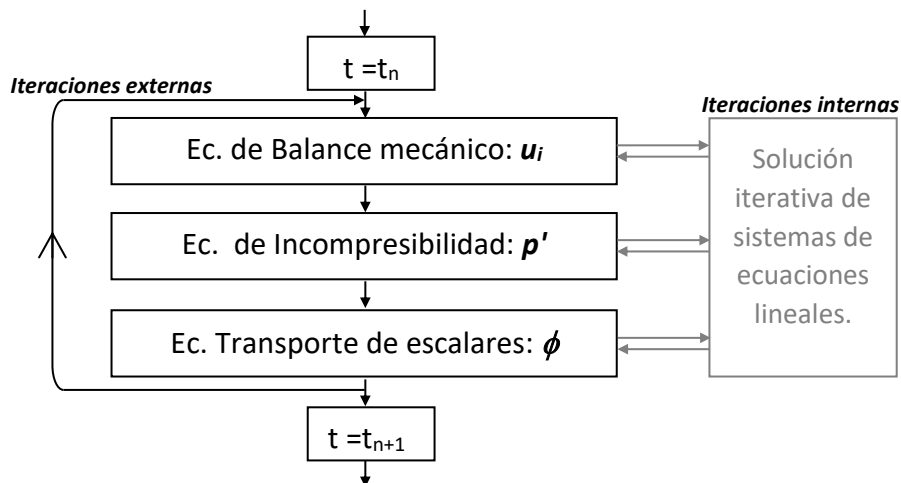 t =tn
Iteraciones externas
Iteraciones internas
Ec. de Balance mecánico: ui
Ec. de Incompresibilidad: p'
Ec. Transporte de escalares: ϕ
Solución
iterativa de
sistemas de
ecuaciones
lineales.
t =tn+1